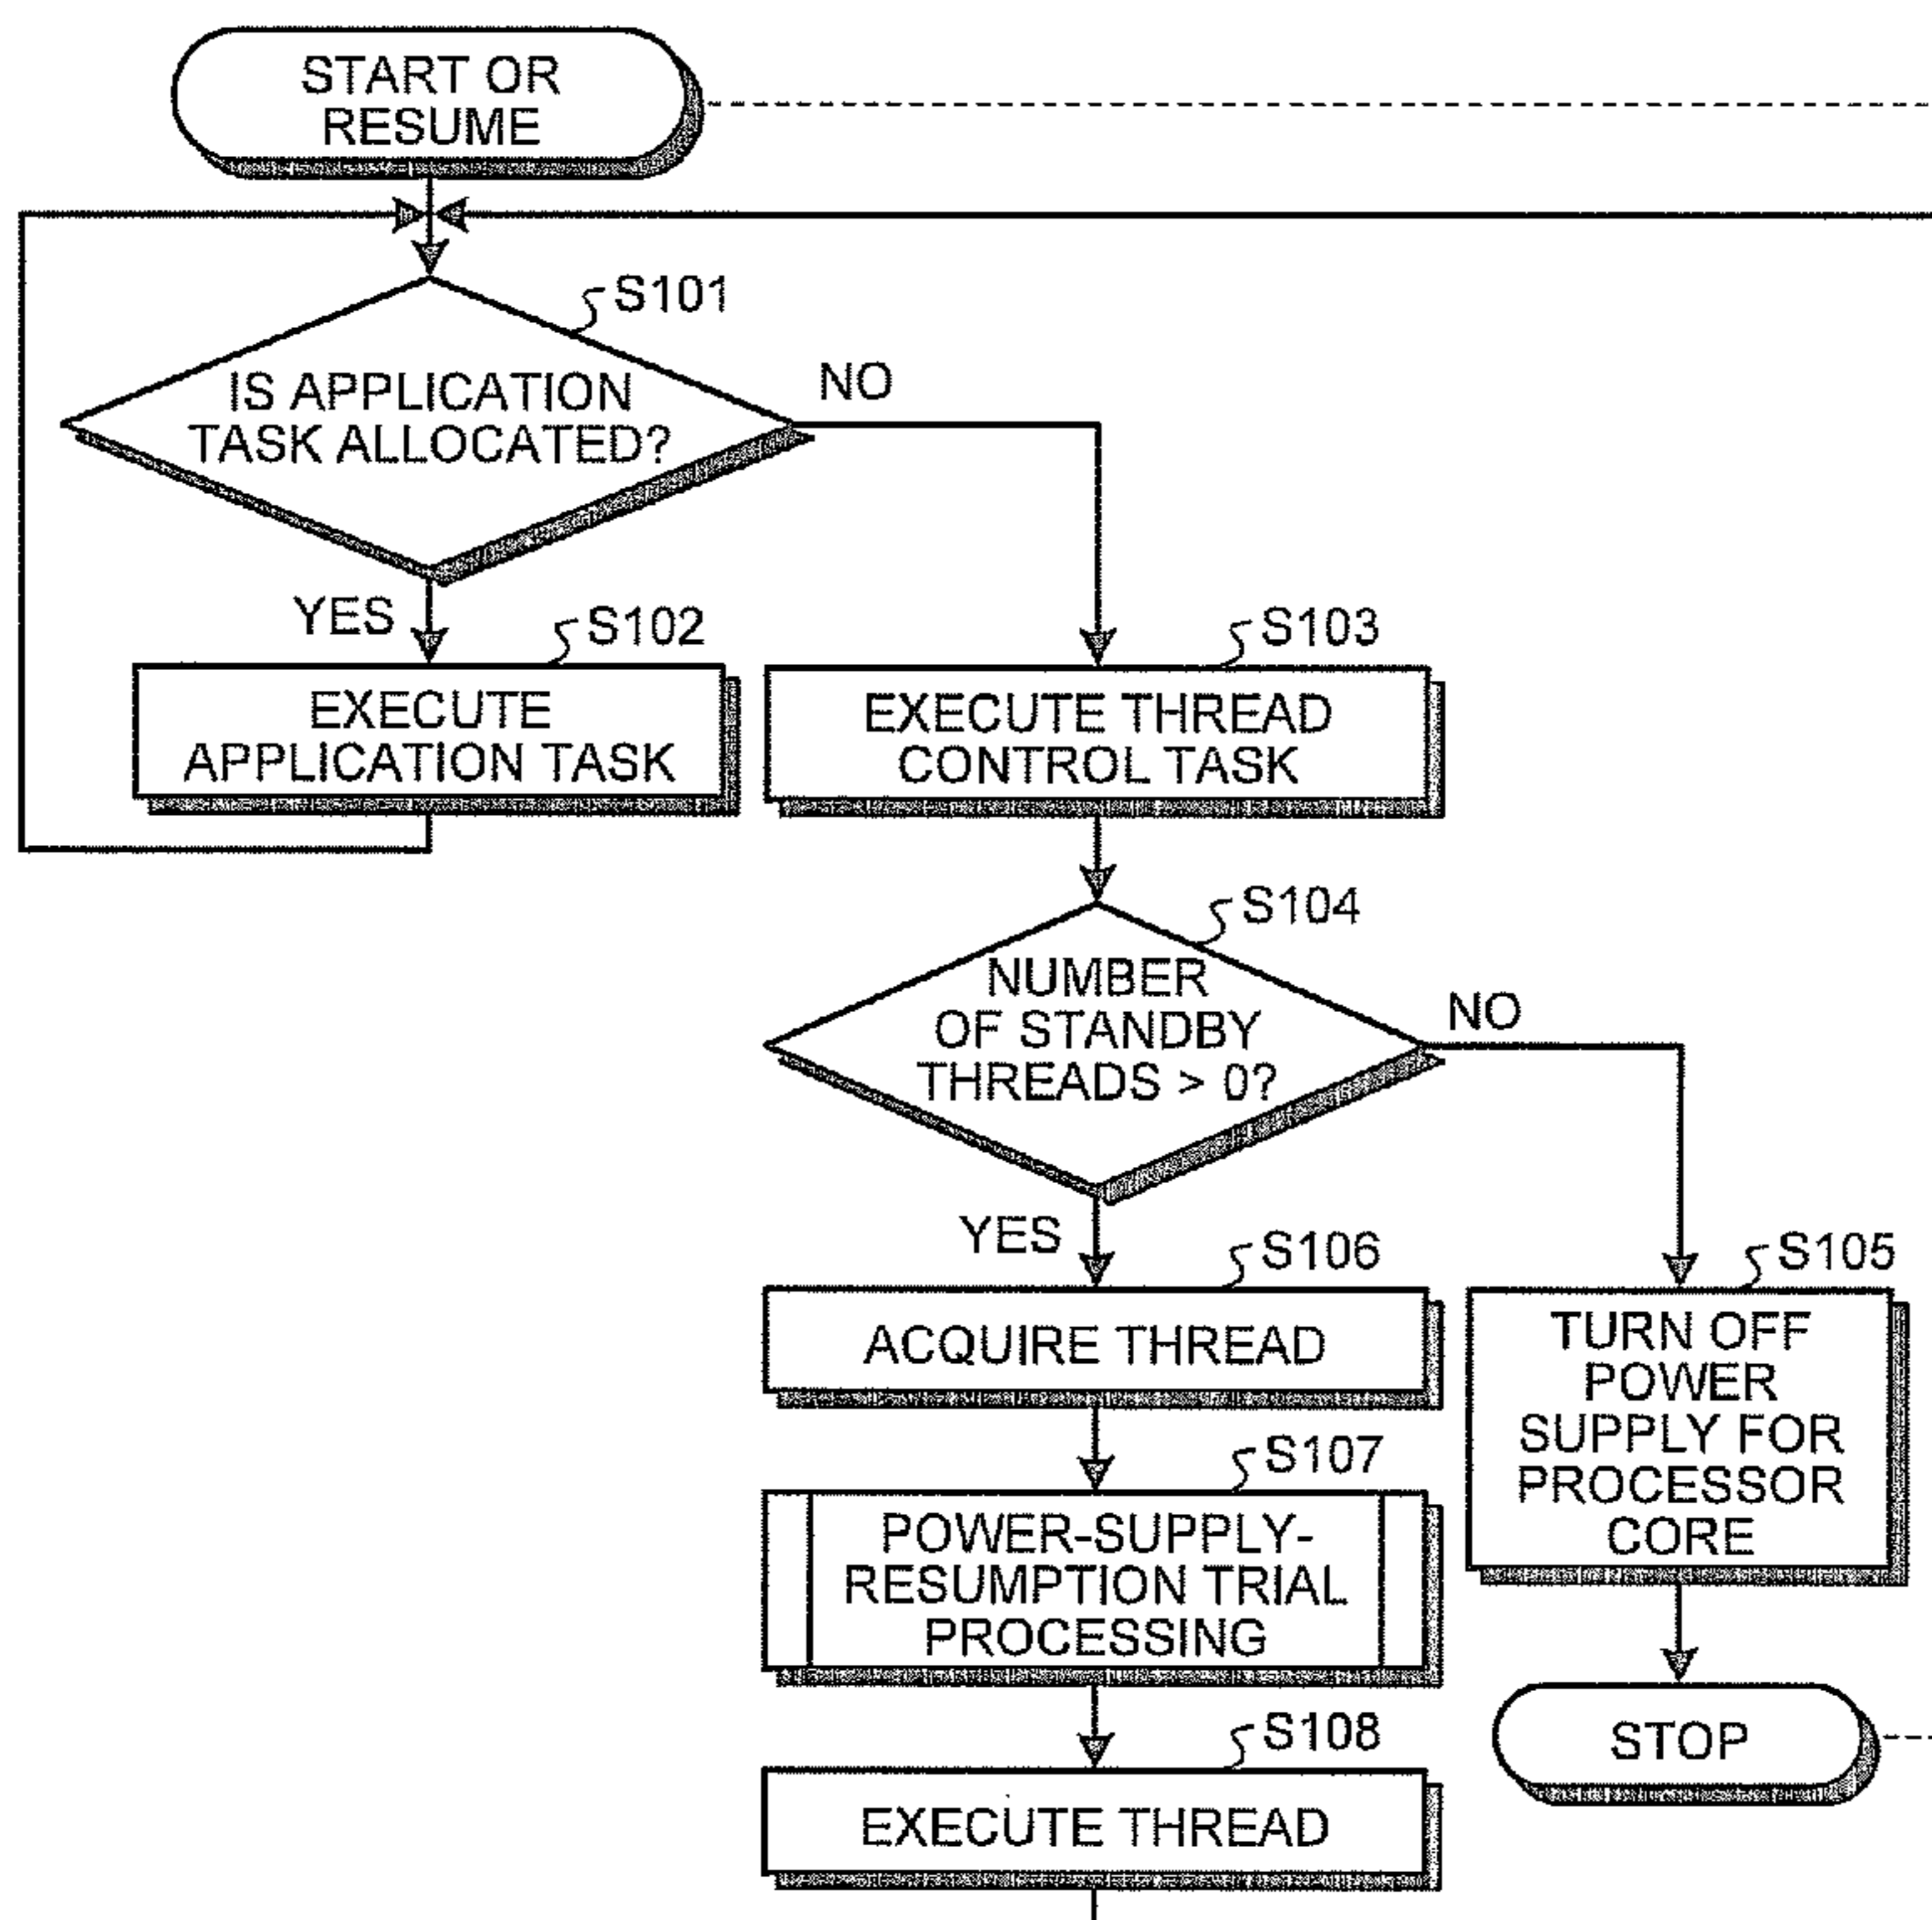 START OR
RESUME
S101
IS APPLICATION
TASK ALLOCATED?
NO
YES
S102
EXECUTE
APPLICATION TASK
S103
EXECUTE THREAD
CONTROL TASK
S104
NUMBER
OF STANDBY
THREADS > 0?
NO
YES
S106
ACQUIRE THREAD
S105
TURN OFF
POWER
SUPPLY FOR
PROCESSOR
CORE
S107
POWER-SUPPLY-
RESUMPTION TRIAL
PROCESSING
STOP
S108
EXECUTE THREAD